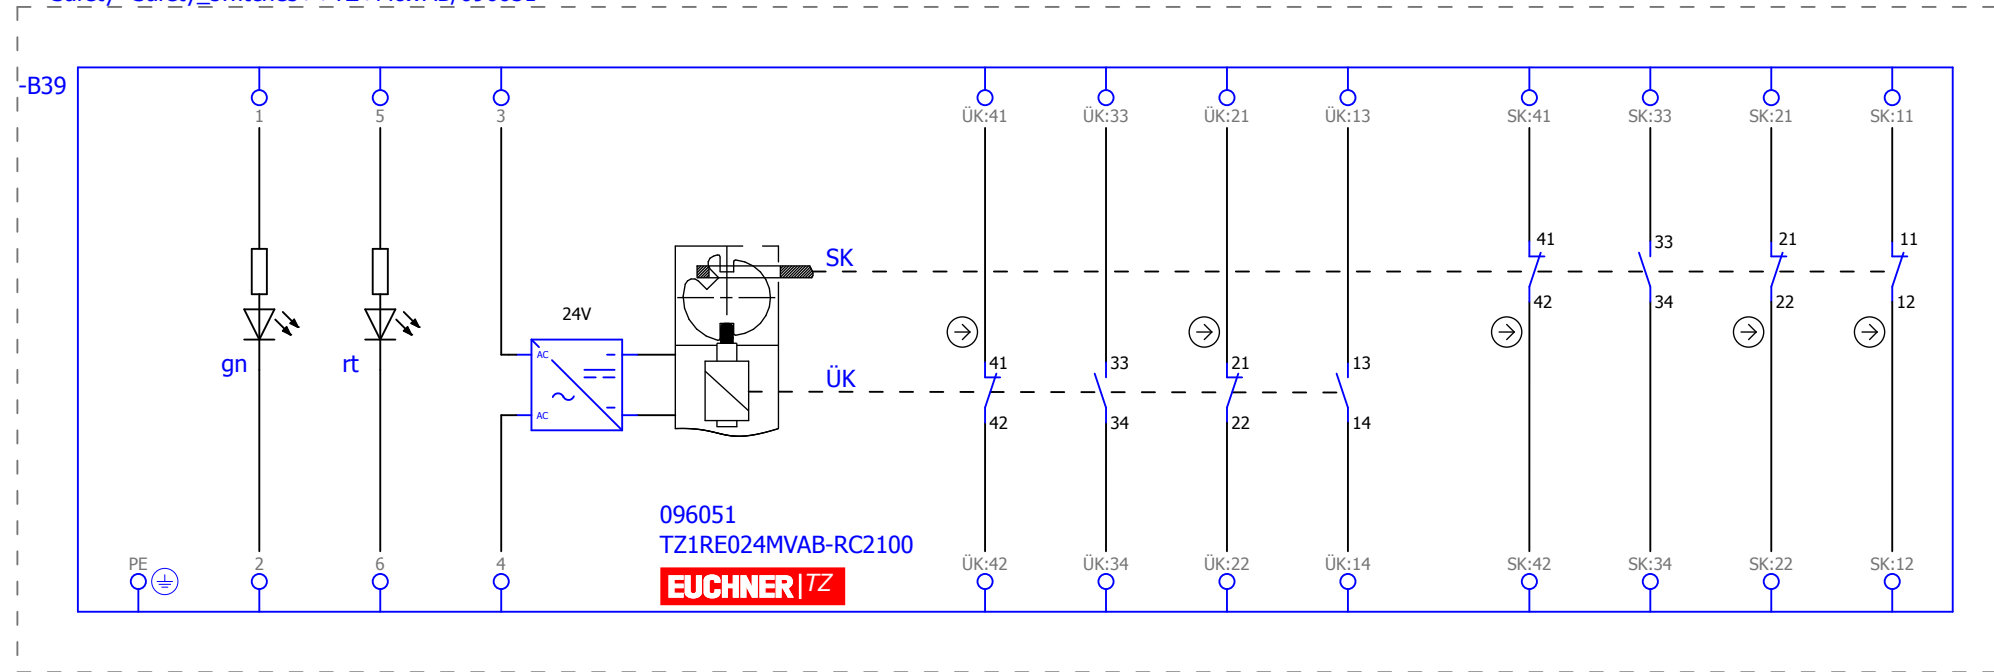 -B39
1 5 3 ÜK:41 ÜK:33 ÜK:21 ÜK:13 SK:41 SK:33 SK:21 SK:11
SK
41 33 21 11
42 34 22 12
24V
AC
gn rt
41 33 21 13
ÜK
AC
42 34 22 14
096051
TZ1RE024MVAB-RC2100
PE 2 6 4 ÜK:42 ÜK:34 ÜK:22 ÜK:14 SK:42 SK:34 SK:22 SK:12
EUCHNER|TZ